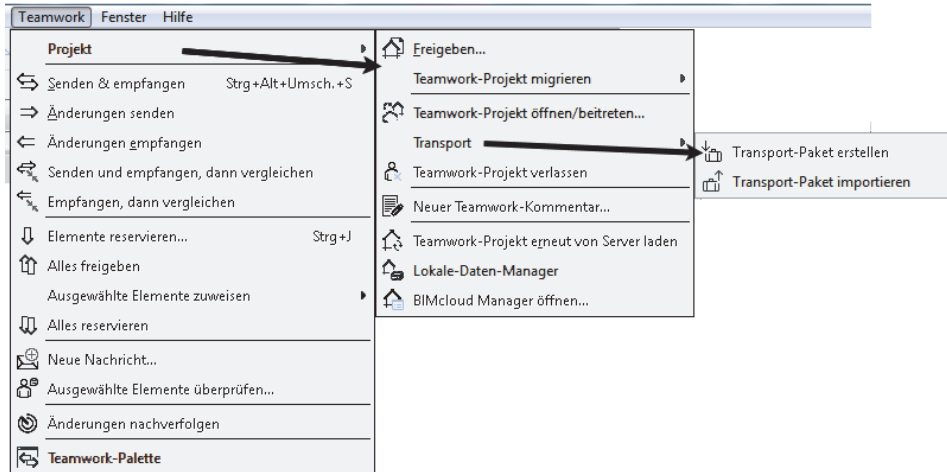 Teamwork Fenster Hilfe
Projekt
Senden & empfangen Strg+Alt+Umsch.+S
Änderungen senden
Änderungen empfangen
Senden und empfangen, dann vergleichen
Empfangen, dann vergleichen
Elemente reservieren... Strg+J
Alles freigeben
Ausgewählte Elemente zuweisen
Alles reservieren
Neue Nachricht...
Ausgewählte Elemente überprüfen...
Änderungen nachverfolgen
Teamwork-Palette
Freigeben...
Teamwork-Projekt migrieren
Teamwork-Projekt öffnen/beitreten...
Transport
Teamwork-Projekt verlassen
Neuer Teamwork-Kommentar...
Teamwork-Projekt erneut von Server laden
Lokale-Daten-Manager
BIMcloud Manager öffnen...
Transport-Paket erstellen
Transport-Paket importieren